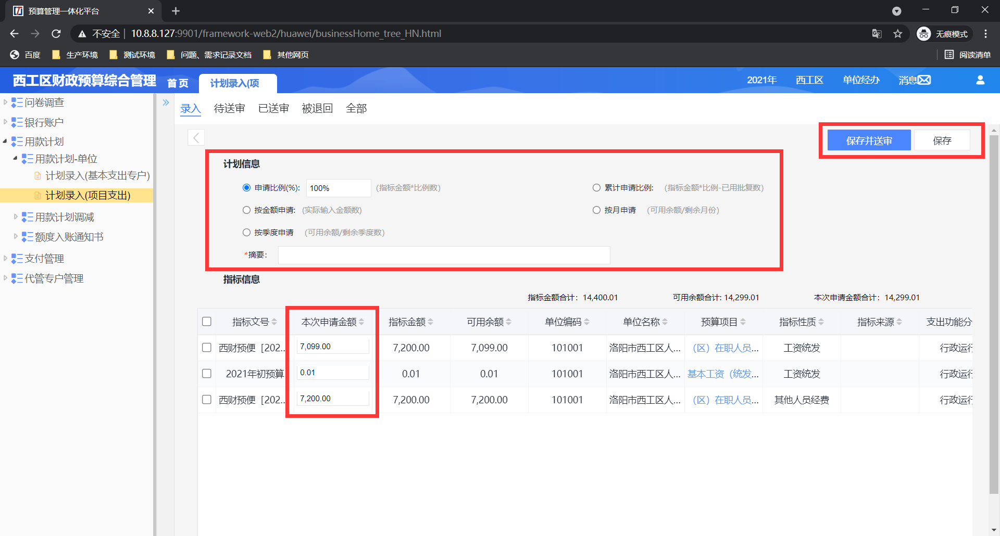 预算管理一体化平台
不安全 | 10.8.8.127:9901/framework-web2/huawei/businessHome_tree_HN.html 无痕模式
百度 生产环境 测试环境 问题、需求记录文档 其他网页 阅读清单
西工区财政预算综合管理 首页 计划录入(项 2021年 西工区 单位经办 消息
问卷调查
银行账户
用款计划
用款计划-单位
计划录入(基本支出专户)
计划录入(项目支出)
用款计划调减
额度入账通知书
支付管理
代管专户管理
录入 待送审 已送审 被退回 全部
保存并送审 保存
计划信息
申请比例(%): 100% (指标金额*比例数) 累计申请比例: (指标金额*比例-已用批复数)
按金额申请: (实际输入金额数) 按月申请 (可用余额/剩余月份)
按季度申请 (可用余额/剩余季度数)
*摘要:
指标信息
指标金额合计: 14,400.01 可用余额合计: 14,299.01 本次申请金额合计: 14,299.01
指标文号 本次申请金额 指标金额 可用余额 单位编码 单位名称 预算项目 指标性质 指标来源 支出功能分
西财预便［202... 7,099.00 7,200.00 7,099.00 101001 洛阳市西工区人... （区）在职人员... 工资统发 行政运行
2021年初预算 0.01 0.01 0.01 101001 洛阳市西工区人... 基本工资（统发... 工资统发 行政运行
西财预便［202... 7,200.00 7,200.00 7,200.00 101001 洛阳市西工区人... （区）在职人员... 其他人员经费 行政运行